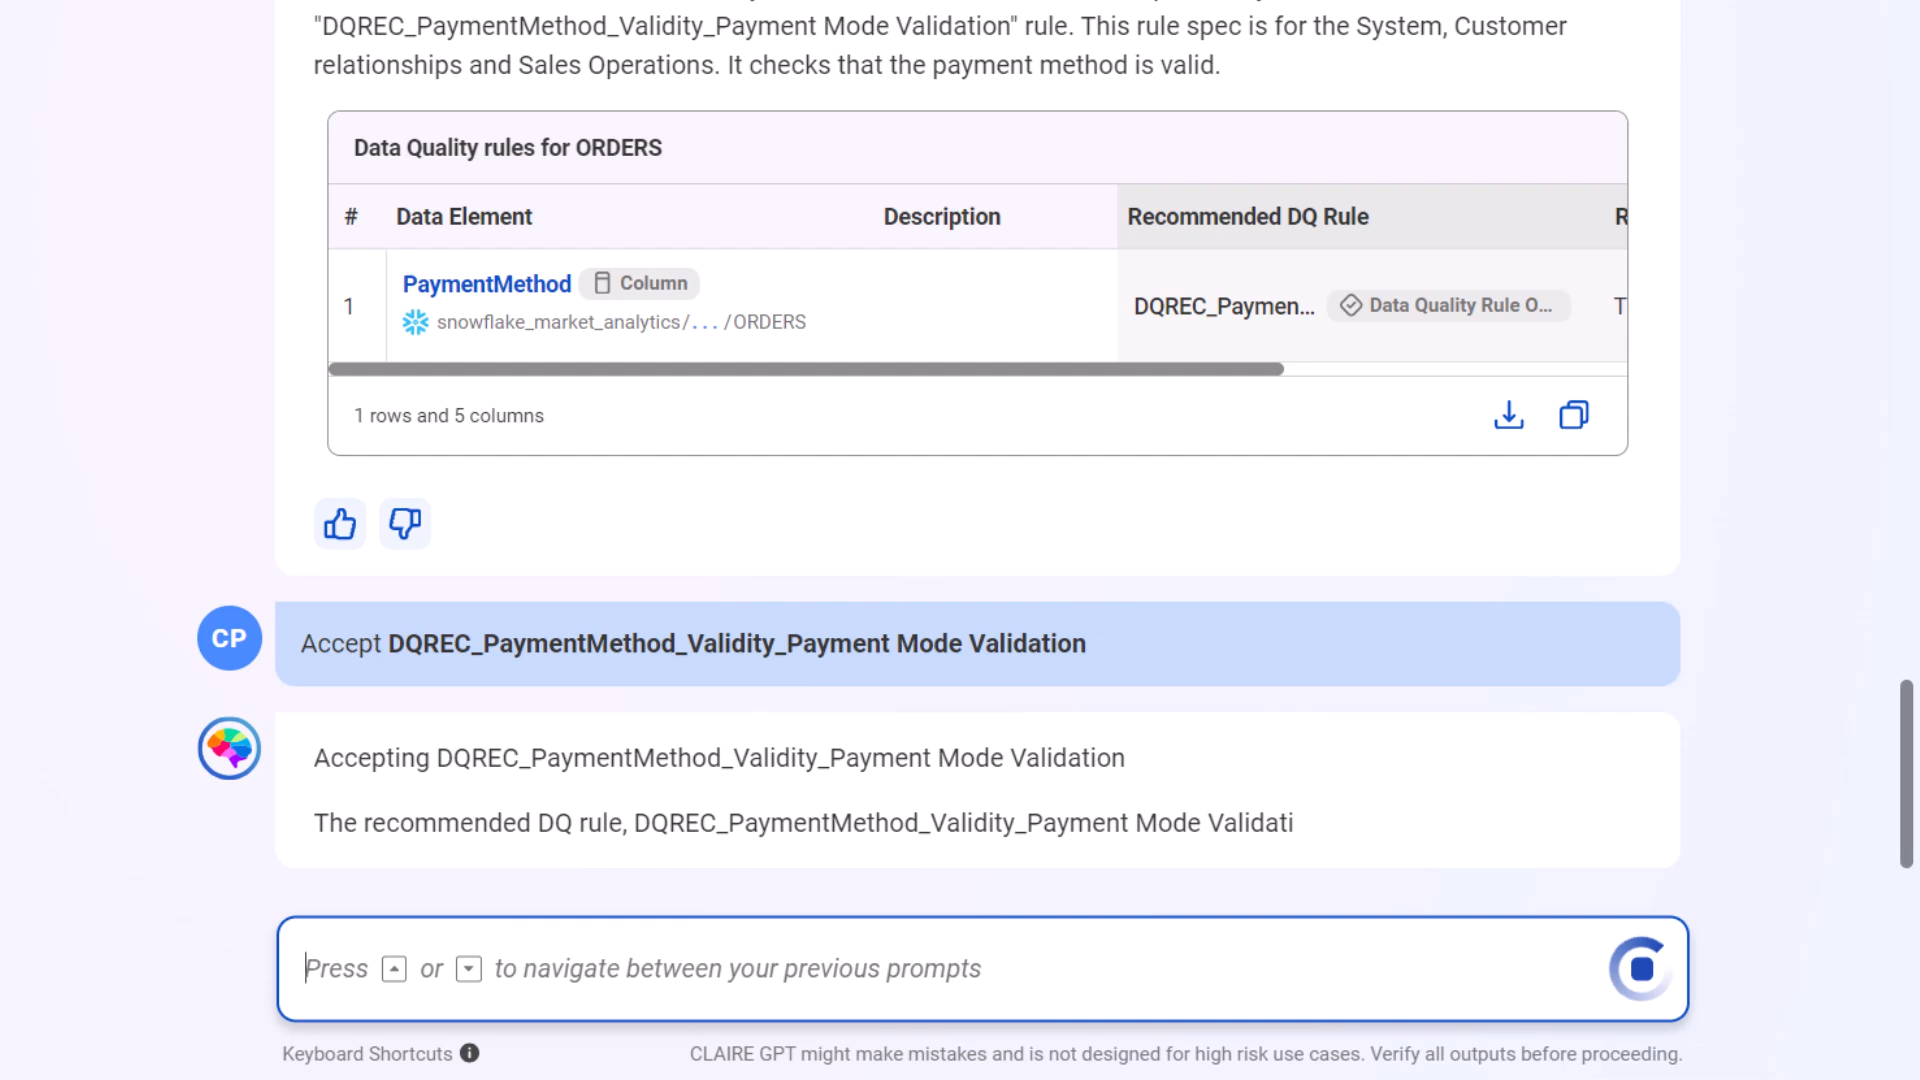 "DQREC_PaymentMethod_Validity_Payment Mode Validation" rule. This rule spec is for the System, Customer
relationships and Sales Operations. It checks that the payment method is valid.
Data Quality rules for ORDERS
# Data Element Description Recommended DQ Rule R
1 PaymentMethod Column DQREC_Paymen... Data Quality Rule O... T
snowflake_market_analytics/... /ORDERS
1 rows and 5 columns
CP Accept DQREC_PaymentMethod_Validity_Payment Mode Validation
Accepting DQREC_PaymentMethod_Validity_Payment Mode Validation
The recommended DQ rule, DQREC_PaymentMethod_Validity_Payment Mode Validati
Press or to navigate between your previous prompts
Keyboard Shortcuts CLAIRE GPT might make mistakes and is not designed for high risk use cases. Verify all outputs before proceeding.